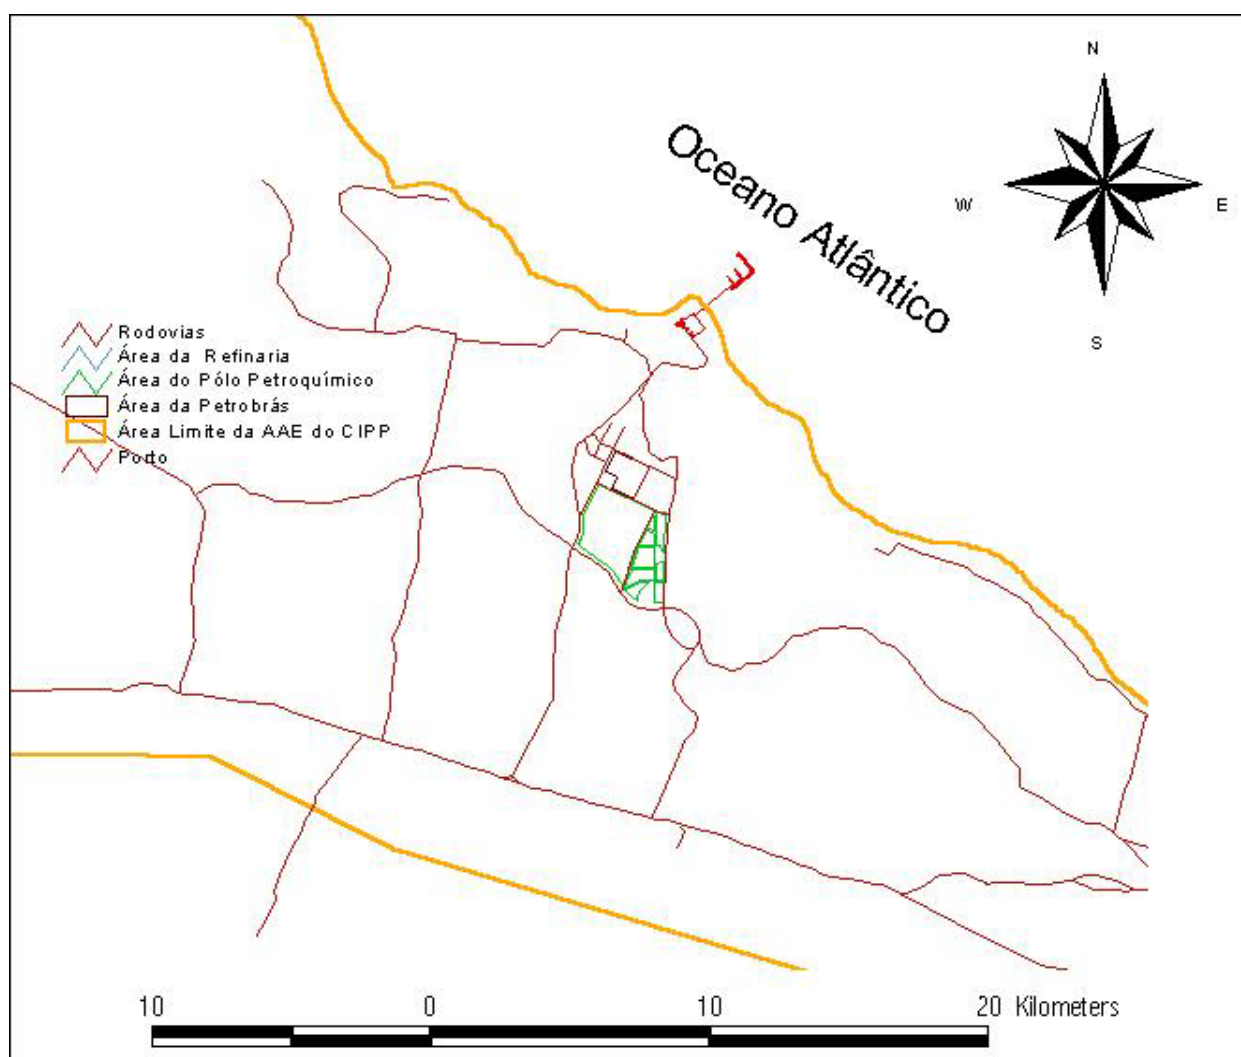 N
Oceano Atlântico
W
E
S
Rodovias
Área da Refinaria
Área do Pólo Petroquímico
Área da Petrobrás
Área Limite da AAE do CIPP
Porto
10 0 10 20 Kilometers